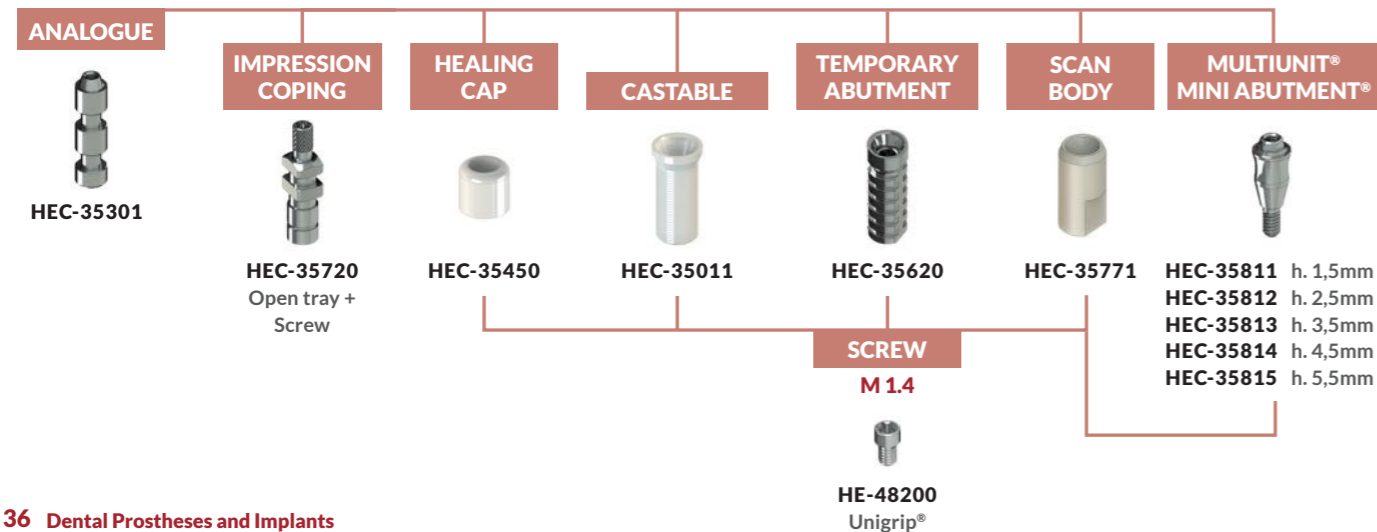 ANALOGUE
HEC-35301
IMPRESSION
COPING
HEC-35720
Open tray +
Screw
HEALING
CAP
HEC-35450
CASTABLE
HEC-35011
TEMPORARY
ABUTMENT
HEC-35620
SCAN
BODY
HEC-35771
MULTIUNIT®
MINI ABUTMENT®
HEC-35811 h. 1,5mm
HEC-35812 h. 2,5mm
HEC-35813 h. 3,5mm
HEC-35814 h. 4,5mm
HEC-35815 h. 5,5mm
SCREW
M 1.4
HE-48200
Unigrip®
36 Dental Prostheses and Implants